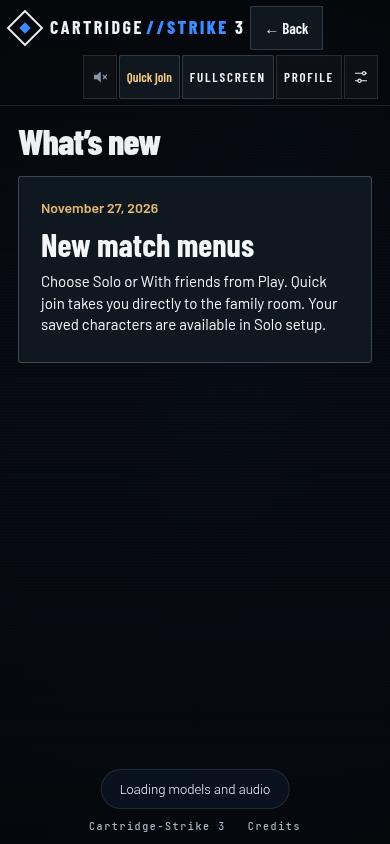 CARTRIDGE//STRIKE 3
← Back
Quick join
FULLSCREEN
PROFILE
What's new
November 27, 2026
New match menus
Choose Solo or With friends from Play. Quick
join takes you directly to the family room. Your
saved characters are available in Solo setup.
Loading models and audio
Cartridge-Strike 3 Credits